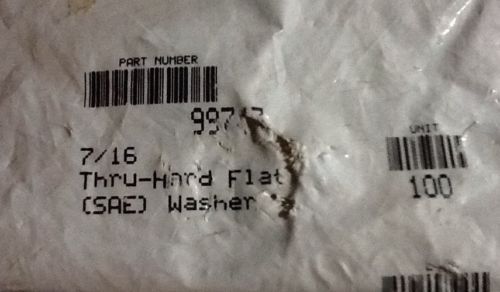 PART NUMBER
7/16
Thru-Hard Flat
(SAE) Washer
UNIT
100